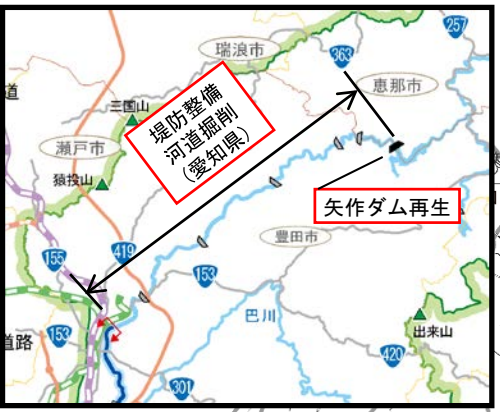 257
瑞浪市
363
恵那市
道
三国山
堤防整備
河道掘削
(愛知県)
瀬戸市
猿投山
矢作ダム再生
豊田市
419
155
153
巴川
出来山
道路
153
420
301